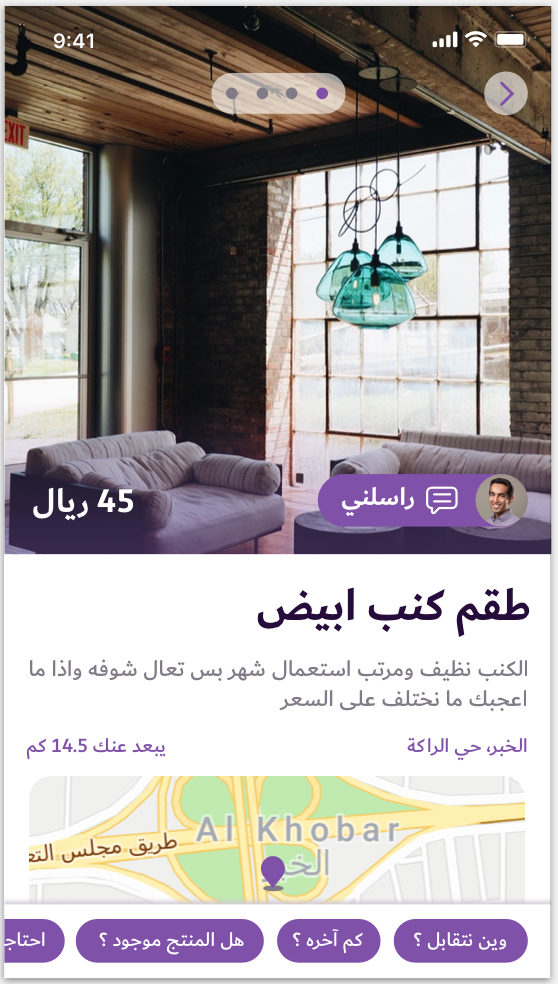 9:41
EXIT
راسلني
45 ريال
طقم كنب ابيض
الكنب نظيف ومرتب استعمال شهر بس تعال شوفه واذا ما
اعجبك ما نختلف على السعر
الخبر، حي الراكة
يبعد عنك 14.5 كم
Al Khobar
طريق مجلس التع
الخبر
وين نتقابل ؟
كم آخره ؟
هل المنتج موجود ؟
احتاج